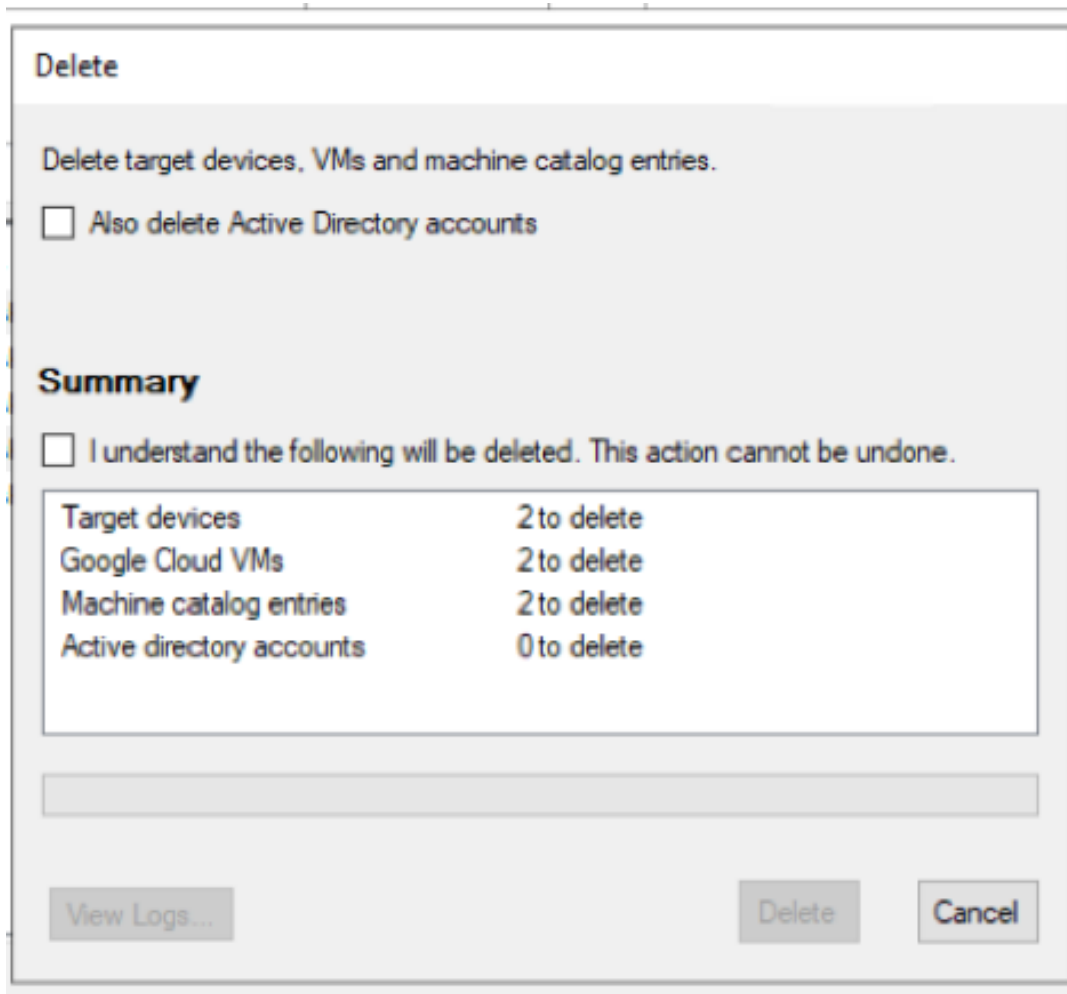 Delete
Delete target devices, VMs and machine catalog entries.
Also delete Active Directory accounts
Summary
I understand the following will be deleted. This action cannot be undone.
Target devices 2 to delete
Google Cloud VMs 2 to delete
Machine catalog entries 2 to delete
Active directory accounts 0 to delete
View Logs...
Delete
Cancel